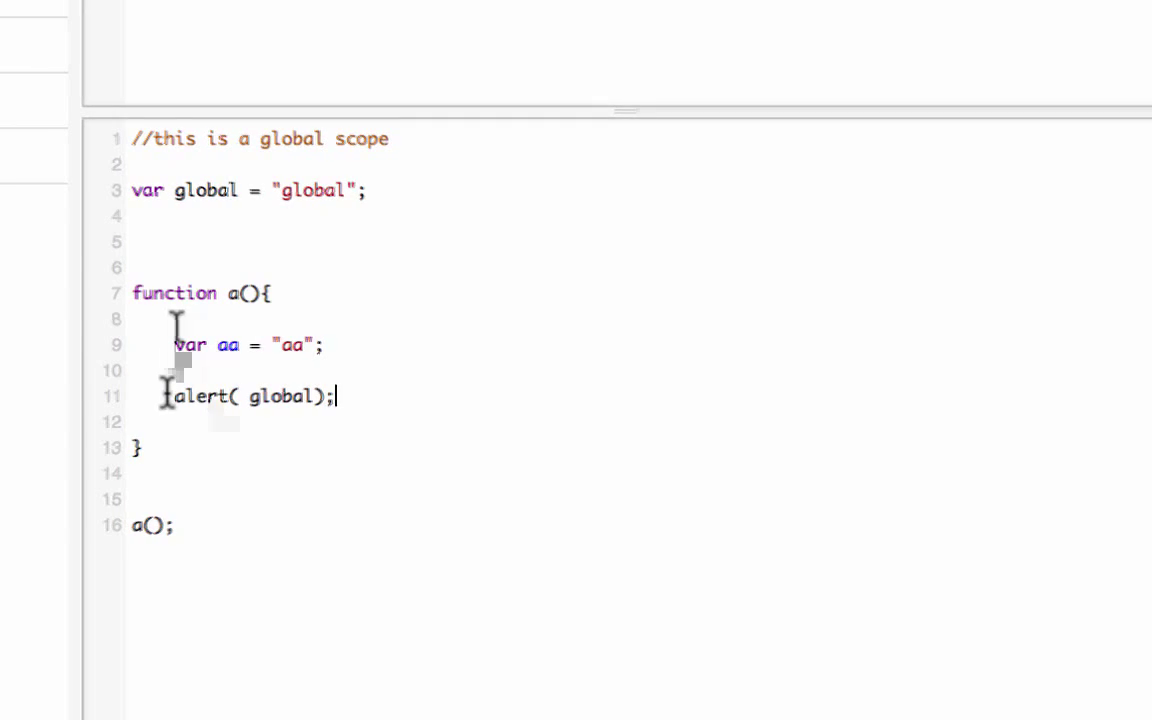 1 //this is a global scope
2
3 var global = "global";
4
5
6
7 function a(){
8
9 var aa = "aa";
10
11 alert( global);
12
13 }
14
15
16 a();